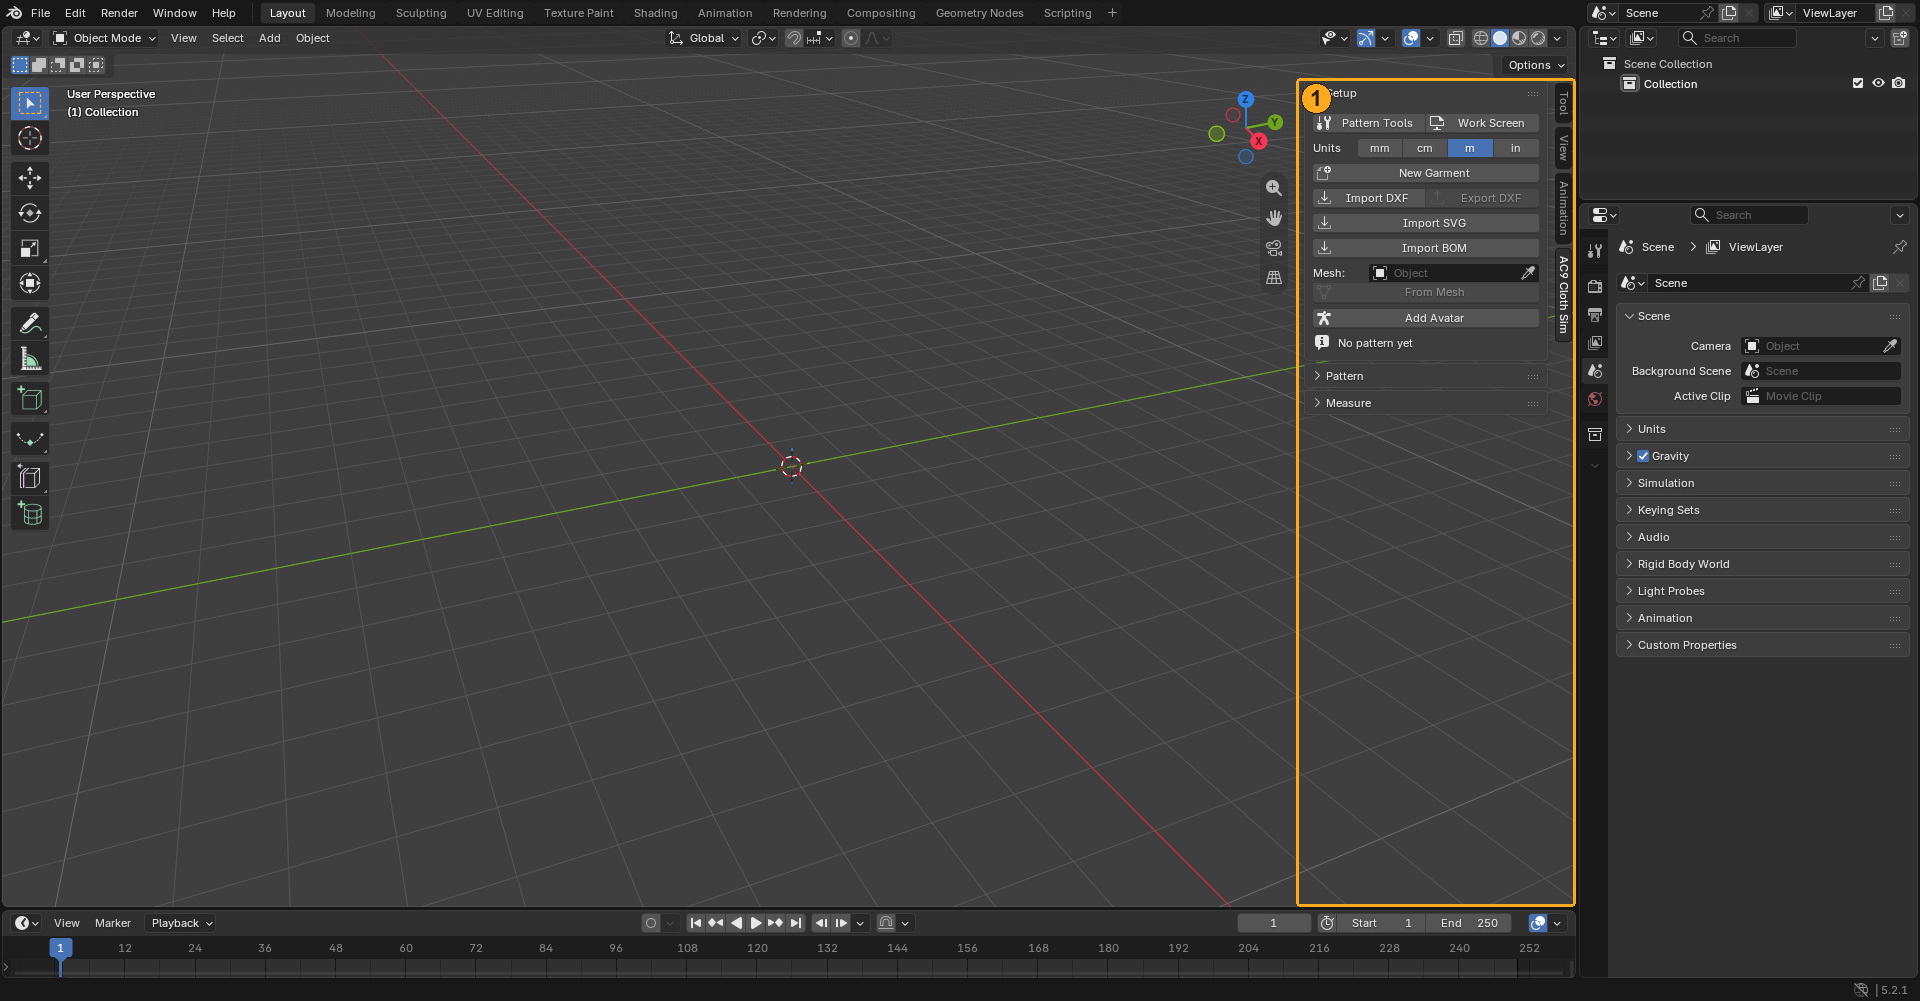 File Edit Render Window Help Layout Modeling Sculpting UV Editing Texture Paint Shading Animation Rendering Compositing Geometry Nodes Scripting + Scene ViewLayer
Object Mode View Select Add Object Global Search
Options
User Perspective
(1) Collection
Z
Y
X
1
etup
Pattern Tools Work Screen
Units mm cm m in
New Garment
Import DXF Export DXF
Import SVG
Import BOM
Mesh: Object
From Mesh
Add Avatar
No pattern yet
Pattern
Measure
Tool
View
Animation
AC9 Cloth Sim
Scene Collection
Collection
Search
Scene ViewLayer
Scene
Scene
Camera Object
Background Scene Scene
Active Clip Movie Clip
Units
Gravity
Simulation
Keying Sets
Audio
Rigid Body World
Light Probes
Animation
Custom Properties
View Marker Playback 1 Start 1 End 250
1 12 24 36 48 60 72 84 96 108 120 132 144 156 168 180 192 204 216 228 240 252
5.2.1